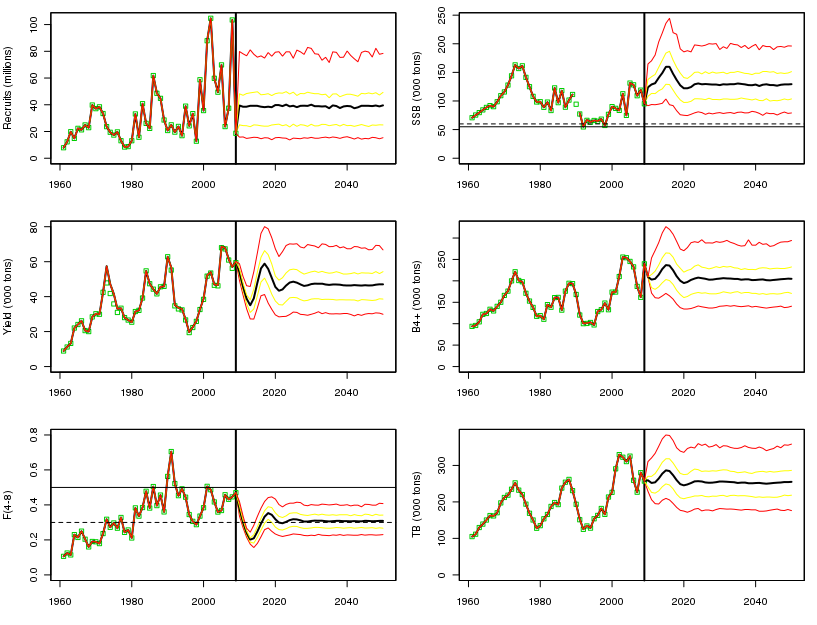 Recruits (millions)
0 20 40 60 80 100
1960 1980 2000 2020 2040
SSB ('000 tons)
0 50 100 150 200 250
1960 1980 2000 2020 2040
Yield ('000 tons)
0 20 40 60 80
1960 1980 2000 2020 2040
B4+ ('000 tons)
0 50 150 250
1960 1980 2000 2020 2040
F(4-8)
0.0 0.2 0.4 0.6 0.8
1960 1980 2000 2020 2040
TB ('000 tons)
0 100 200 300
1960 1980 2000 2020 2040